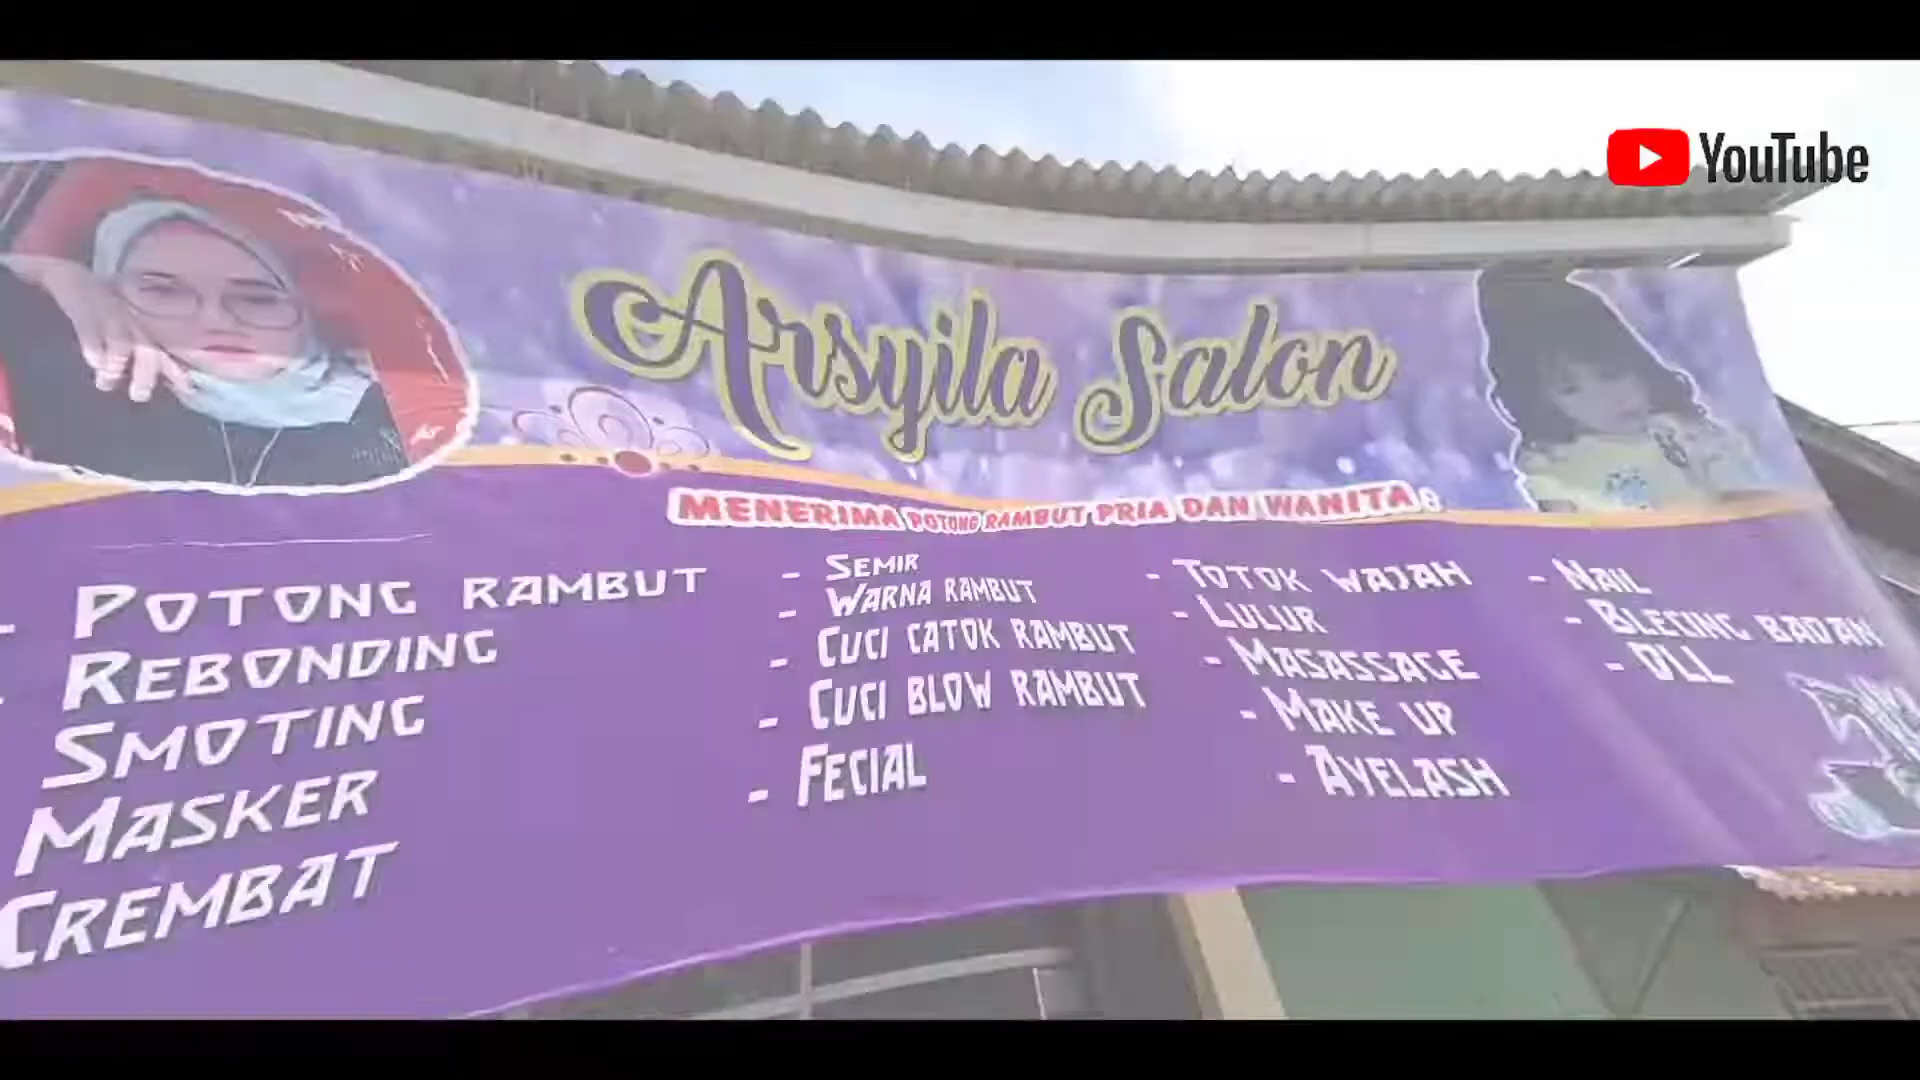 YouTube
Arsyila Salon
MENERIMA POTONG RAMBUT PRIA DAN WANITA :
- POTONG RAMBUT
- REBONDING
SMOTING
MASKER
CREMBAT
- SEMIR
- WARNA RAMBUT
- CUCI CATOK RAMBUT
- CUCI BLOW RAMBUT
- FECIAL
- TOTOK WAJAH
- LULUR
- MASASSAGE
- MAKE UP
- AYELASH
- NAIL
- BLECING BADAN
- DLL